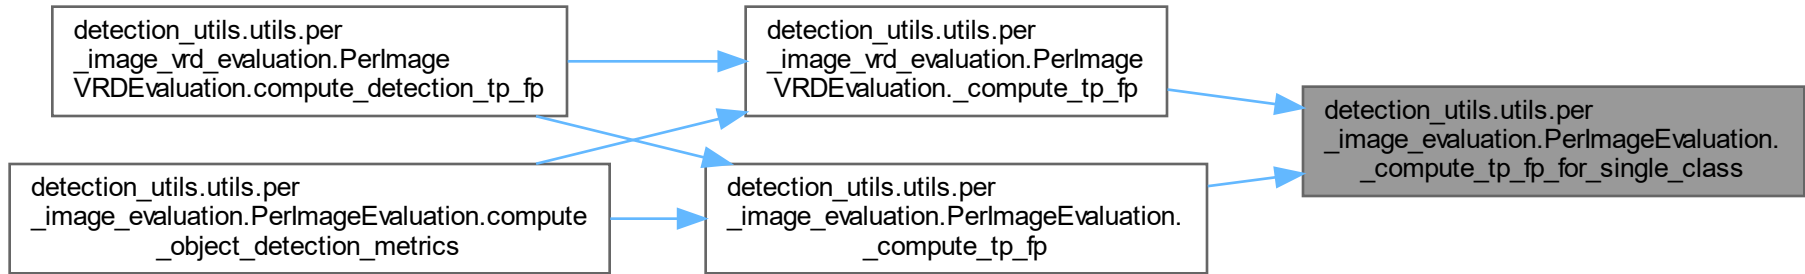 detection_utils.utils.per
_image_vrd_evaluation.PerImage
VRDEvaluation.compute_detection_tp_fp
detection_utils.utils.per
_image_vrd_evaluation.PerImage
VRDEvaluation._compute_tp_fp
detection_utils.utils.per
_image_evaluation.PerImageEvaluation.
_compute_tp_fp_for_single_class
detection_utils.utils.per
_image_evaluation.PerImageEvaluation.compute
_object_detection_metrics
detection_utils.utils.per
_image_evaluation.PerImageEvaluation.
_compute_tp_fp